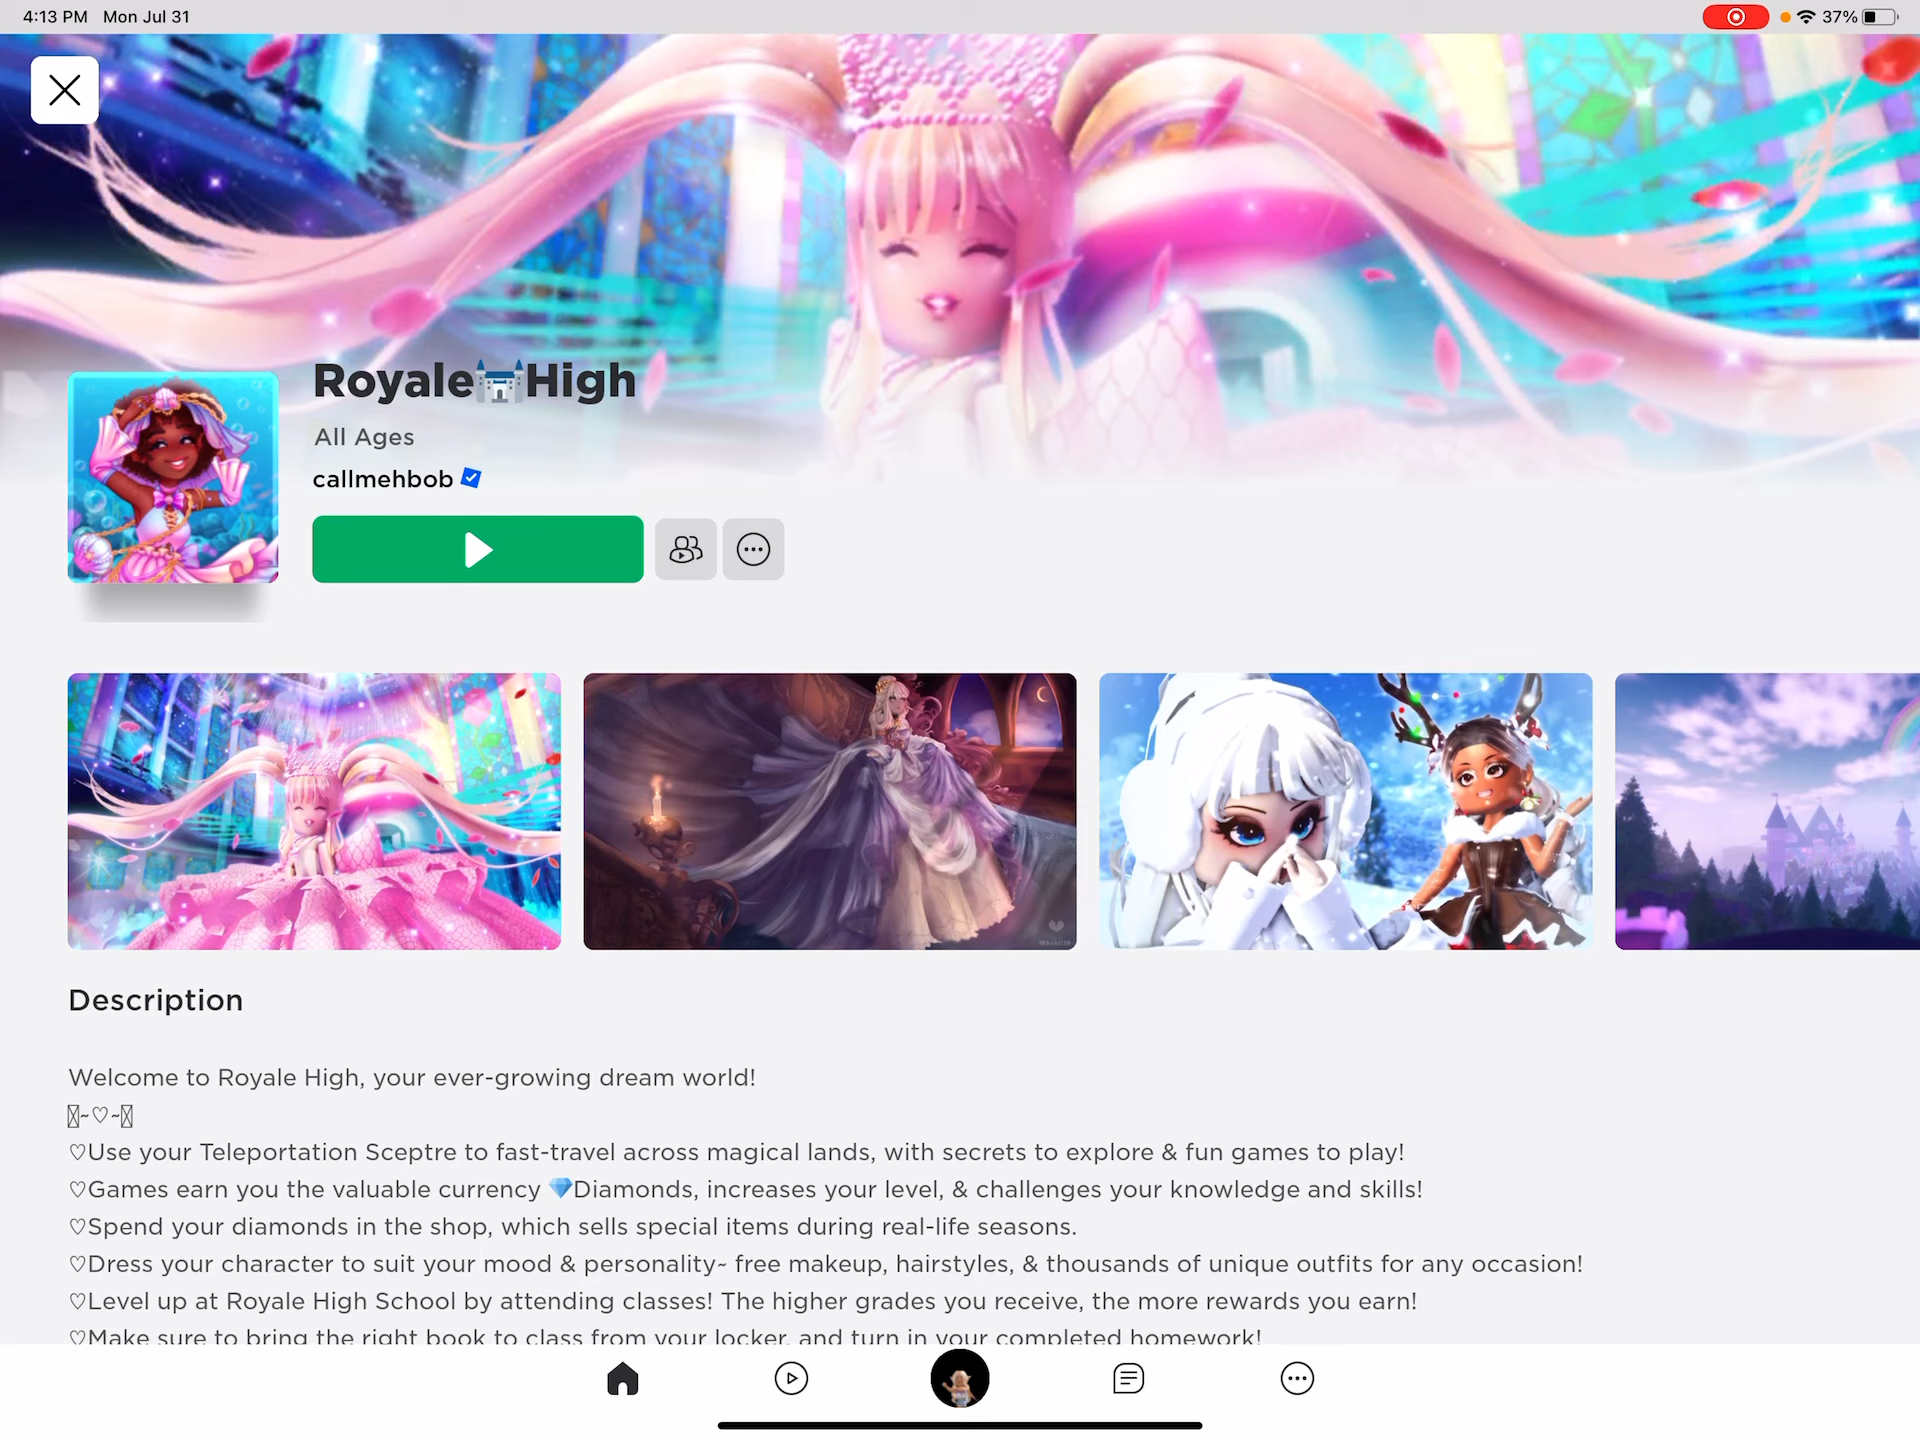 4:13 PM Mon Jul 31
37%
Royale🏰High
All Ages
callmehbob
Description
Welcome to Royale High, your ever-growing dream world!
~♡~
♡Use your Teleportation Sceptre to fast-travel across magical lands, with secrets to explore & fun games to play!
♡Games earn you the valuable currency 💎Diamonds, increases your level, & challenges your knowledge and skills!
♡Spend your diamonds in the shop, which sells special items during real-life seasons.
♡Dress your character to suit your mood & personality~ free makeup, hairstyles, & thousands of unique outfits for any occasion!
♡Level up at Royale High School by attending classes! The higher grades you receive, the more rewards you earn!
♡Make sure to bring the right book to class from your locker, and turn in your completed homework!